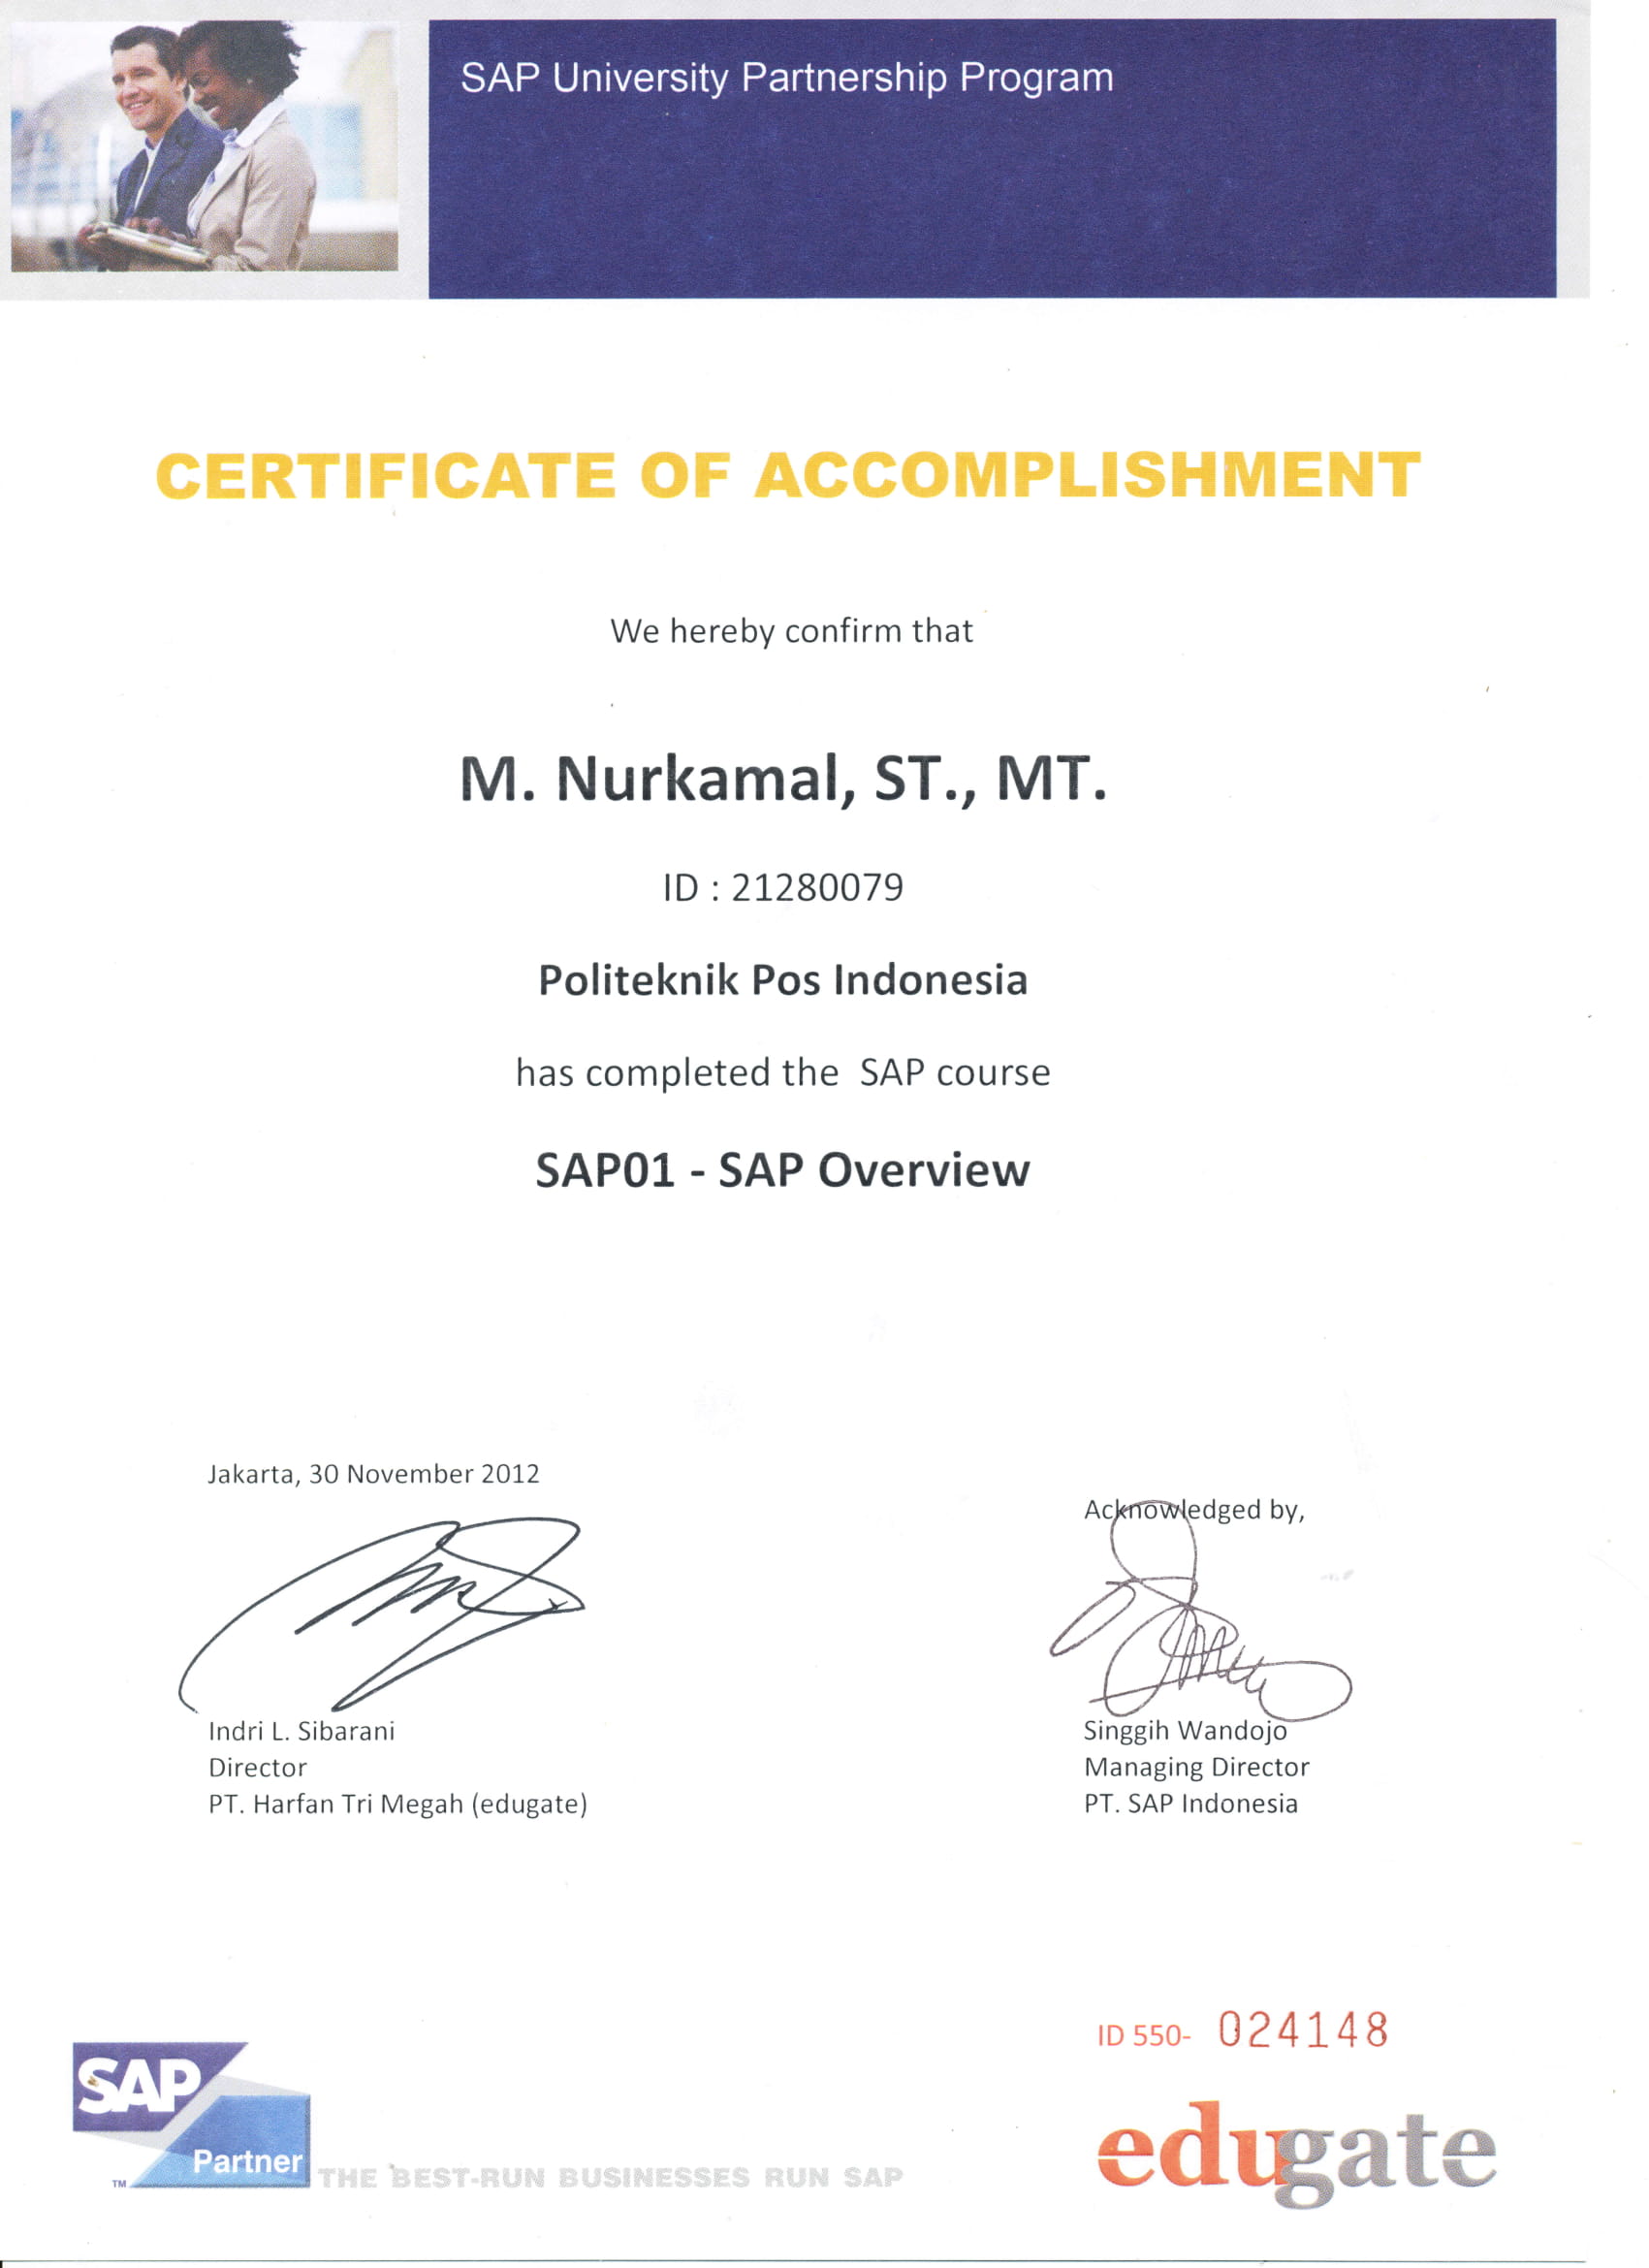 SAP University Partnership Program
CERTIFICATE OF ACCOMPLISHMENT
We hereby confirm that
M. Nurkamal, ST., MT.
ID : 21280079
Politeknik Pos Indonesia
has completed the SAP course
SAP01 - SAP Overview
Jakarta, 30 November 2012
Acknowledged by,
Indri L. Sibarani
Director
PT. Harfan Tri Megah (edugate)
Singgih Wandojo
Managing Director
PT. SAP Indonesia
ID 550- 024148
SAP
Partner
TM
THE BEST-RUN BUSINESSES RUN SAP
edugate